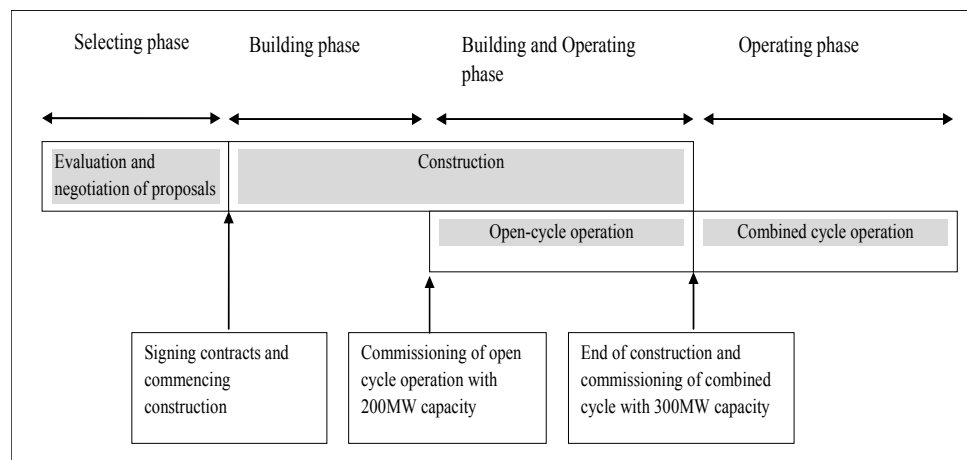 Selecting phase
Building phase
Building and Operating
phase
Operating phase
Evaluation and
negotiation of proposals
Construction
Open-cycle operation
Combined cycle operation
Signing contracts and
commencing
construction
Commissioning of open
cycle operation with
200MW capacity
End of construction and
commissioning of combined
cycle with 300MW capacity